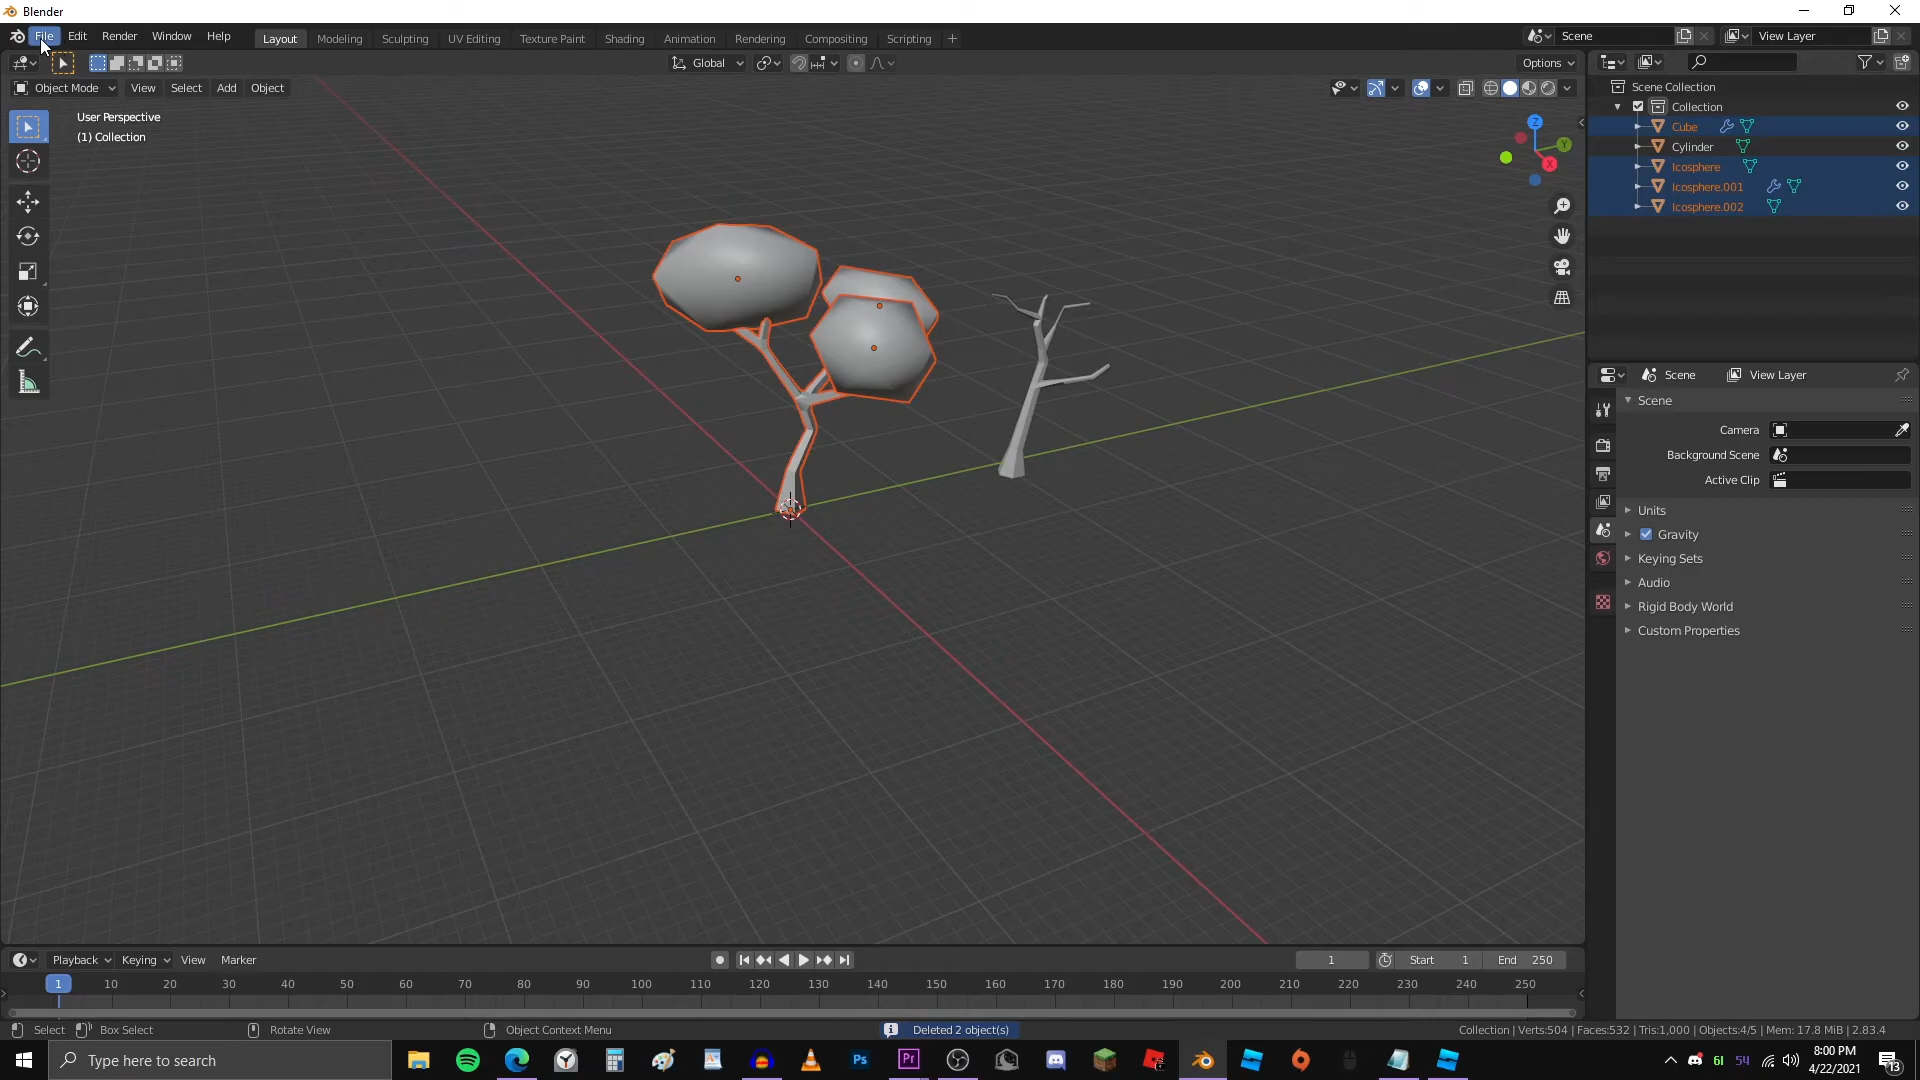 Blender
File Edit Render Window Help Layout Modeling Sculpting UV Editing Texture Paint Shading Animation Rendering Compositing Scripting + Scene View Layer
Global Options
Object Mode View Select Add Object
User Perspective
(1) Collection
Z
Y
X
Scene Collection
Collection
Cube
Cylinder
Icosphere
Icosphere.001
Icosphere.002
Scene View Layer
Scene
Camera
Background Scene
Active Clip
Units
Gravity
Keying Sets
Audio
Rigid Body World
Custom Properties
Playback Keying View Marker 1 Start 1 End 250
1 10 20 30 40 50 60 70 80 90 100 110 120 130 140 150 160 170 180 190 200 210 220 230 240 250
Select Box Select Rotate View Object Context Menu Deleted 2 object(s) Collection | Verts:504 | Faces:532 | Tris:1,000 | Objects:4/5 | Mem: 17.8 MiB | 2.83.4
Type here to search Ps Pr 61 54 8:00 PM
4/22/2021
13